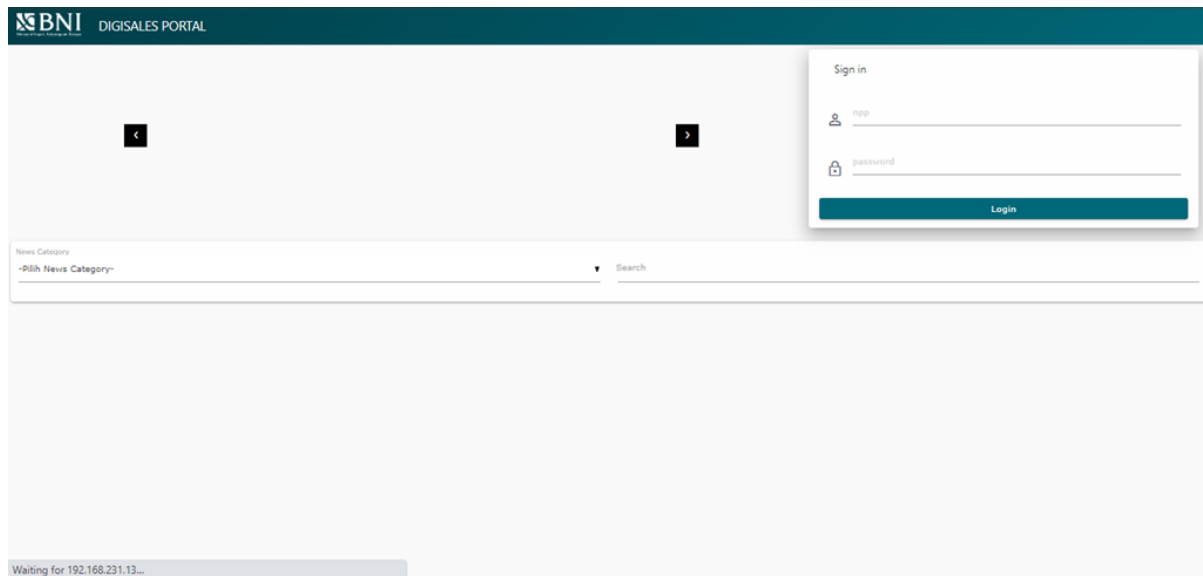 BNI
DIGISALES PORTAL
Sign in
npp
password
Login
News Category
-Pilih News Category-
Search
Waiting for 192.168.231.13...